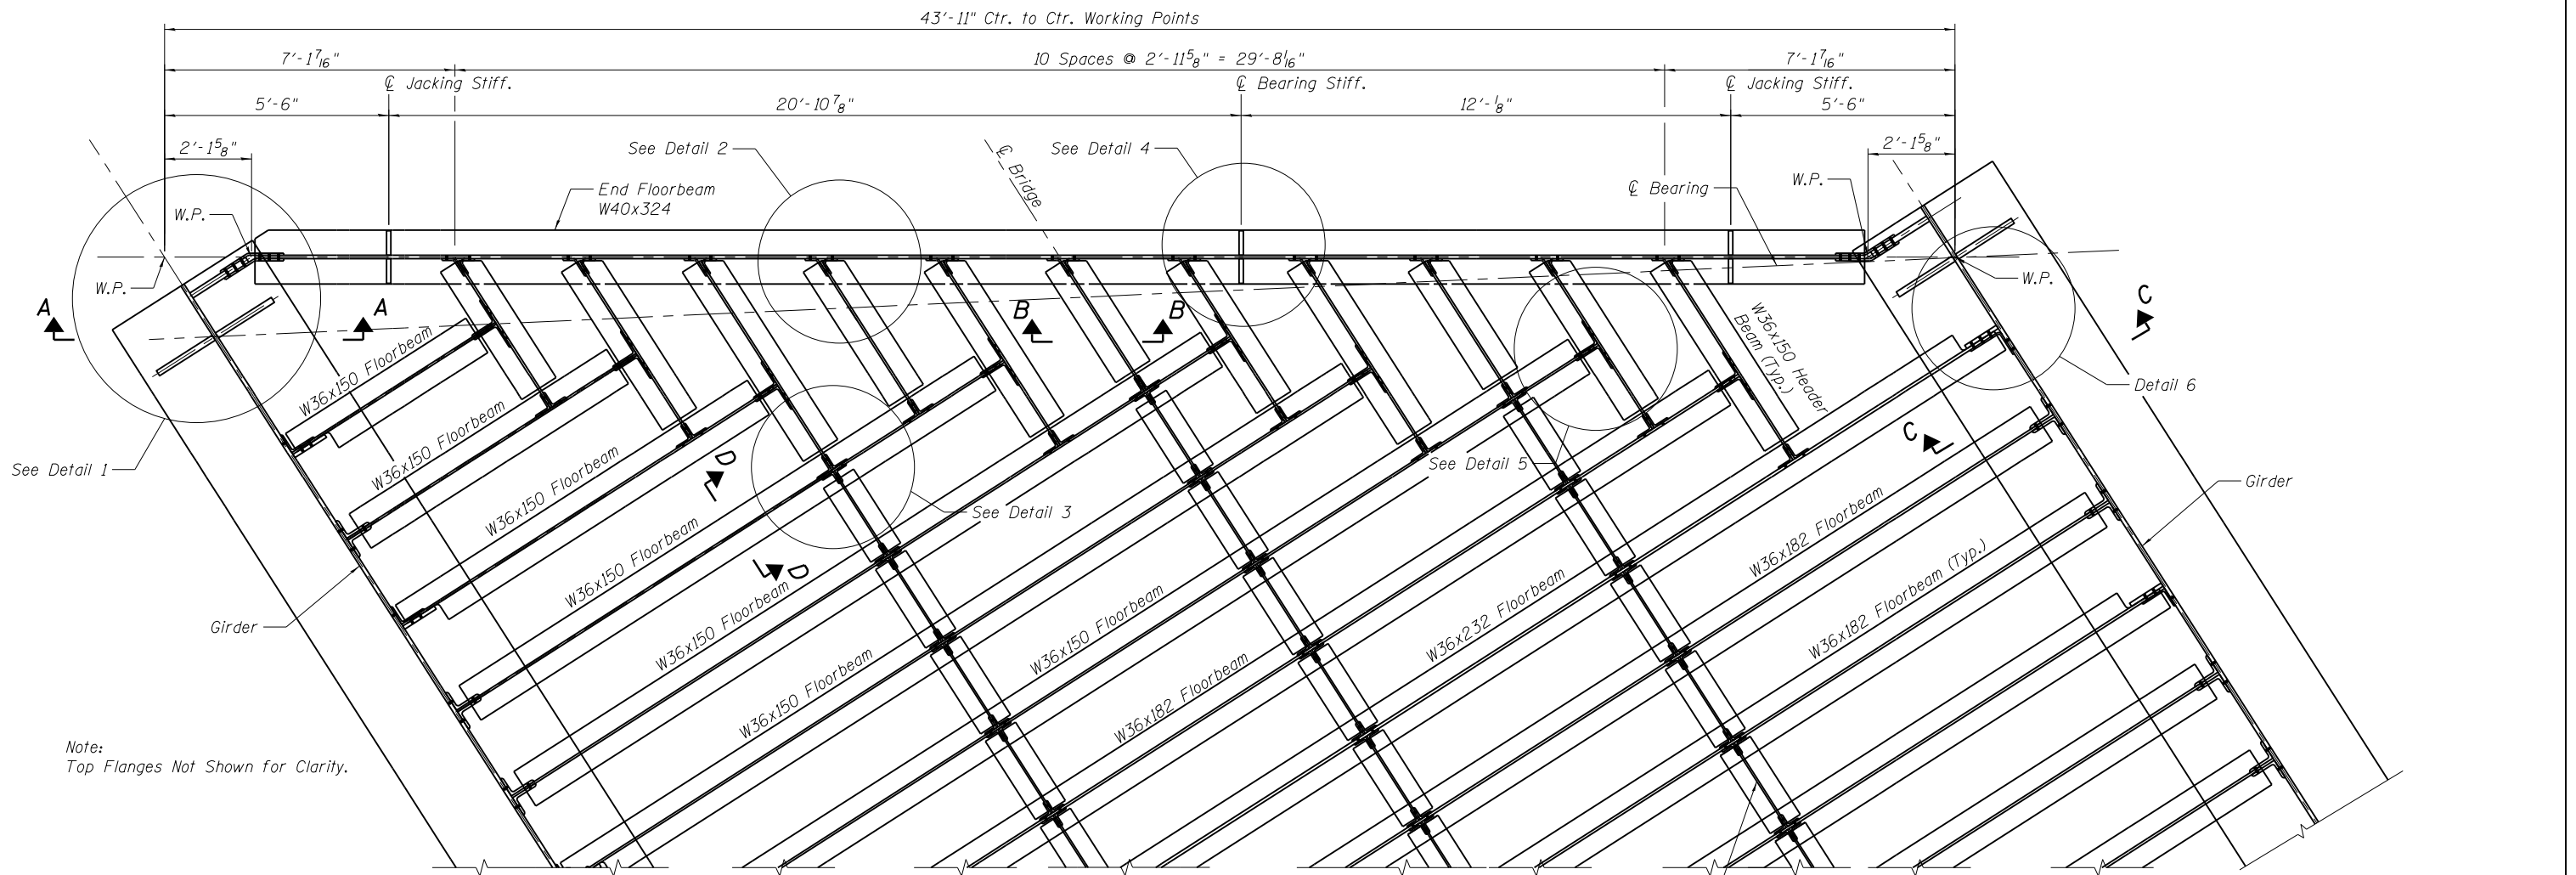 43'-11" Ctr. to Ctr. Working Points
7'-1 7/16"
10 Spaces @ 2'-11 5/8" = 29'-8 1/16"
7'-1 7/16"
℄ Jacking Stiff.
℄ Bearing Stiff.
℄ Jacking Stiff.
5'-6"
20'-10 7/8"
12'-1/8"
5'-6"
2'-1 5/8"
See Detail 2
℄ Bridge
See Detail 4
2'-1 5/8"
End Floorbeam
W40x324
℄ Bearing
W.P.
W.P.
W.P.
W.P.
A
A
B
B
C
W36x150 Header
Beam (Typ.)
W36x150 Floorbeam
Detail 6
W36x150 Floorbeam
C
See Detail 1
W36x150 Floorbeam
D
See Detail 5
Girder
W36x150 Floorbeam
See Detail 3
W36x182 Floorbeam
D
W36x150 Floorbeam
W36x150 Floorbeam
W36x232 Floorbeam
W36x182 Floorbeam (Typ.)
Girder
W36x150 Floorbeam
W36x182 Floorbeam
Note:
Top Flanges Not Shown for Clarity.